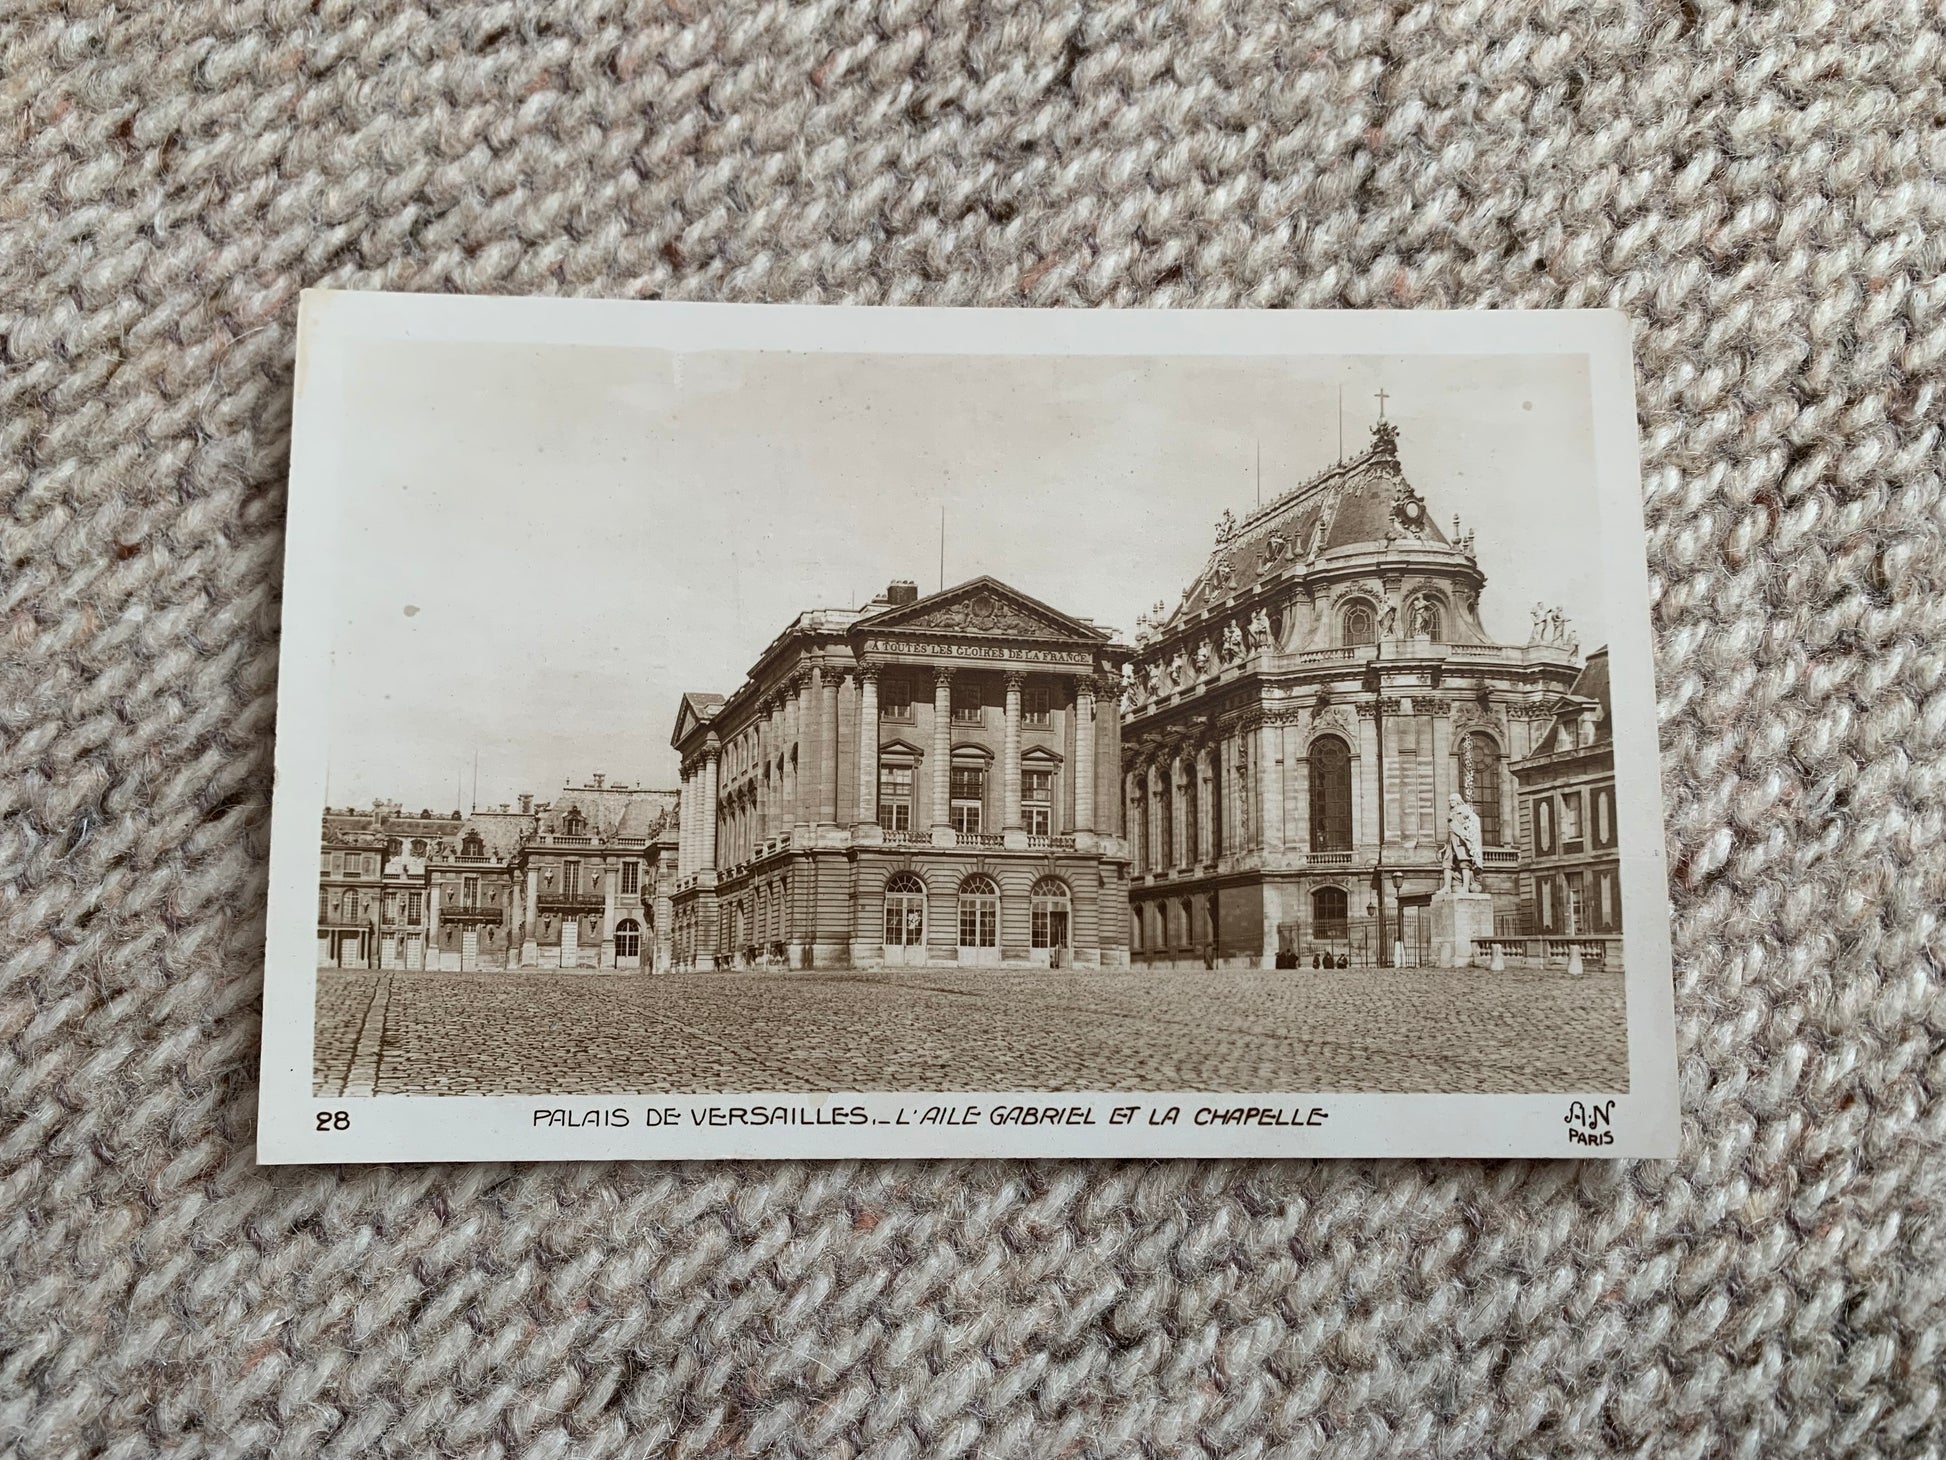 A TOUTES LES GLOIRES DE LA FRANCE.
28
PALAIS DE VERSAILLES._L'AILE GABRIEL ET LA CHAPELLE
A.N
PARIS